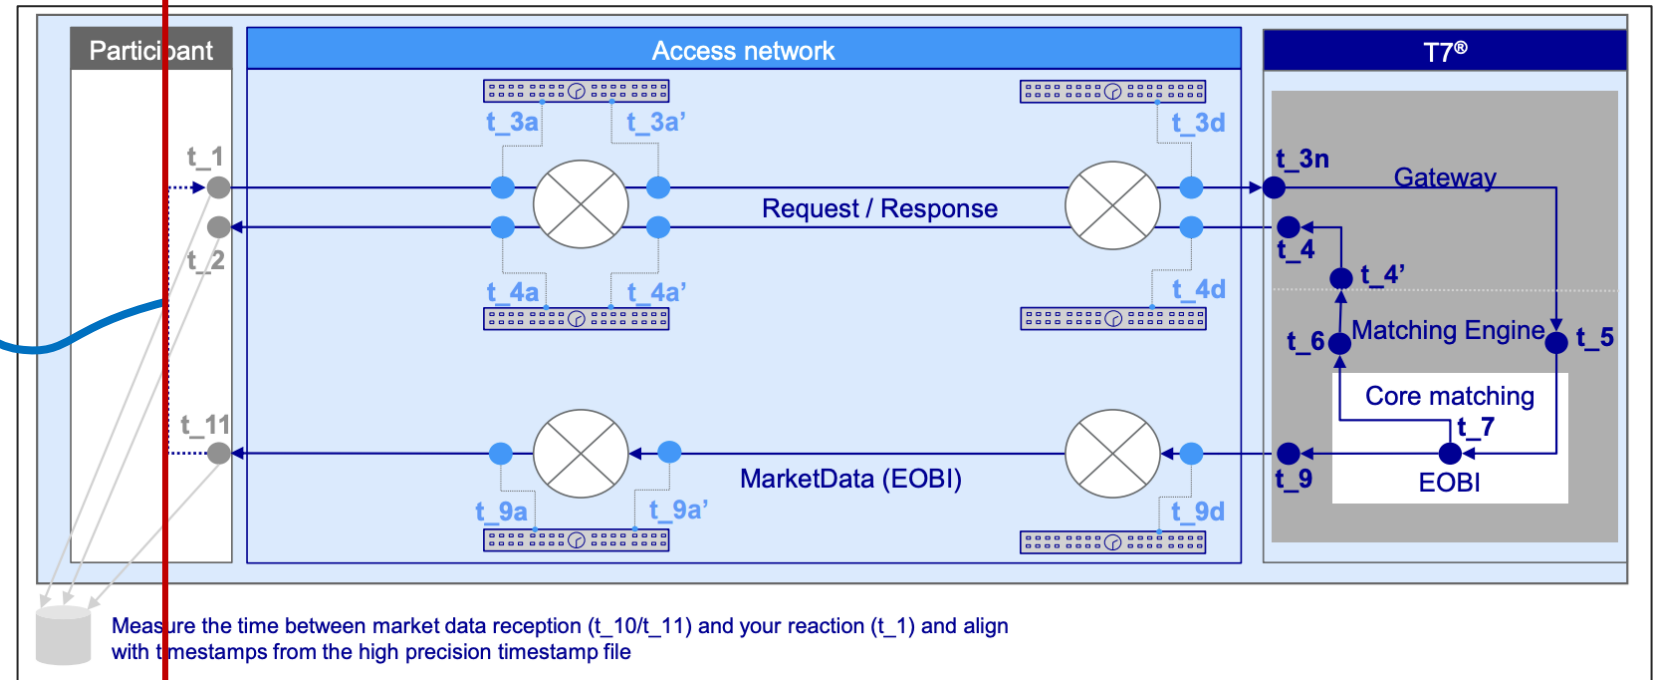 Participant
Access network
T7®
t_3a
t_3a’
t_3d
t_1
t_3n
Gateway
Request / Response
t_2
t_4
t_4’
t_4a
t_4a’
t_4d
t_6
Matching Engine
t_5
Core matching
t_11
t_7
MarketData (EOBI)
t_9
EOBI
t_9a
t_9a’
t_9d
Measure the time between market data reception (t_10/t_11) and your reaction (t_1) and align
with timestamps from the high precision timestamp file